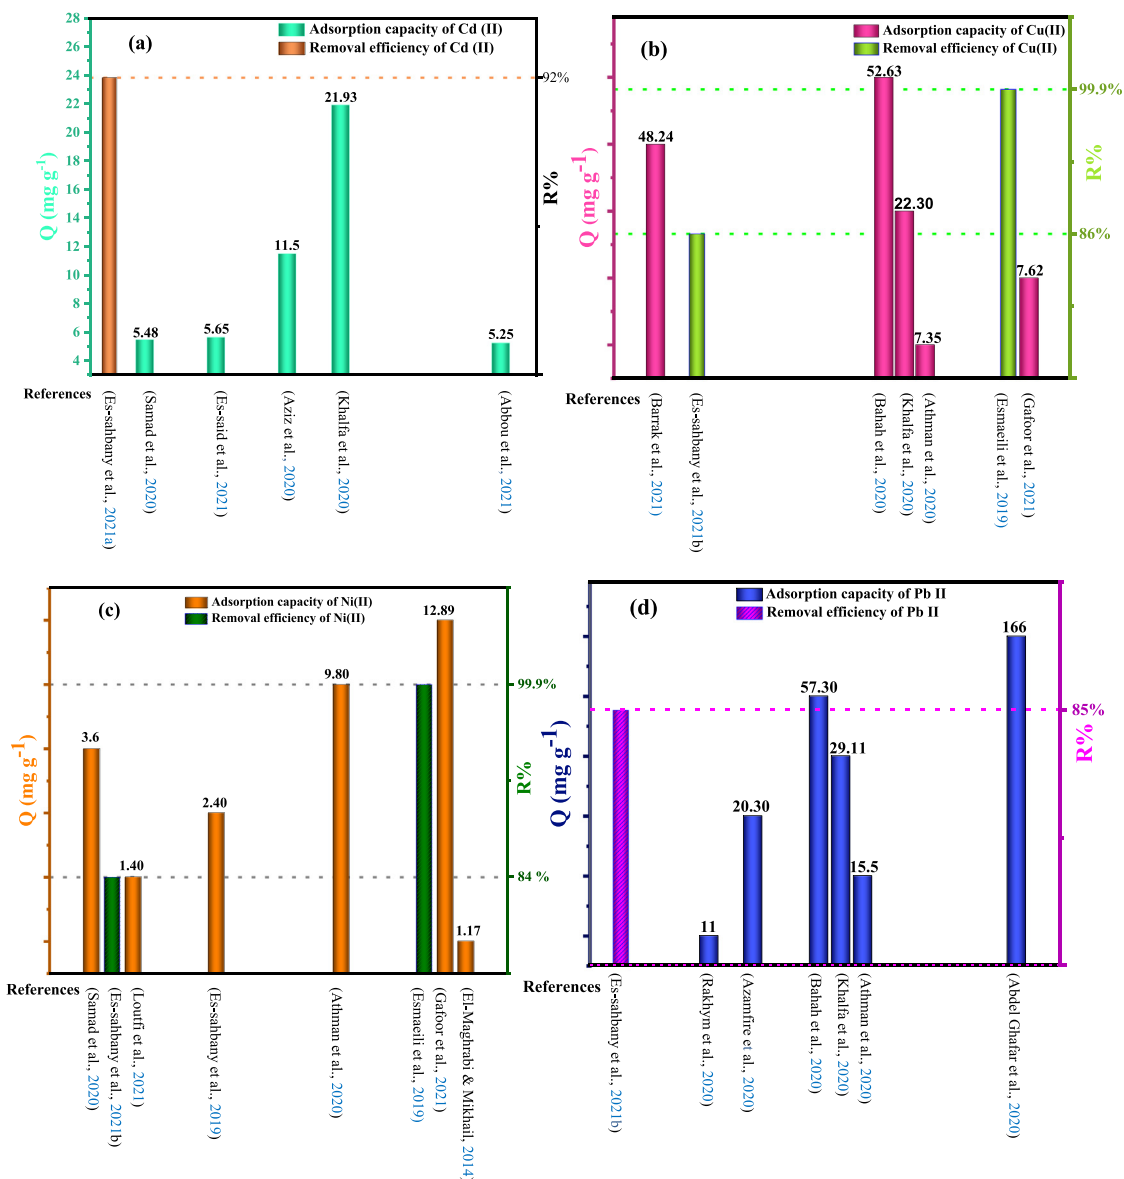 (a)
Adsorption capacity of Cd (II)
Removal efficiency of Cd (II)
Q (mg g-1)
28
26
24
22
20
18
16
14
12
10
8
6
4
5.48
5.65
11.5
21.93
5.25
92%
R%
References
(Es-sahbany et al., 2021a)
(Samad et al., 2020)
(Es-said et al., 2021)
(Aziz et al., 2020)
(Khalfa et al., 2020)
(Abbou et al., 2021)
(b)
Adsorption capacity of Cu(II)
Removal efficiency of Cu(II)
Q (mg g-1)
48.24
52.63
22.30
7.35
7.62
99.9%
86%
R%
References
(Barrak et al., 2021)
(Es-sahbany et al., 2021b)
(Bahah et al., 2020)
(Khalfa et al., 2020)
(Athman et al., 2020)
(Esmaeili et al., 2019)
(Gafoor et al., 2021)
(c)
Adsorption capacity of Ni(II)
Removal efficiency of Ni(II)
Q (mg g-1)
3.6
1.40
2.40
9.80
12.89
1.17
99.9%
84 %
R%
References
(Samad et al., 2020)
(Es-sahbany et al., 2021b)
(Loutfi et al., 2021)
(Es-sahbany et al., 2019)
(Athman et al., 2020)
(Esmaeili et al., 2019)
(Gafoor et al., 2021)
(El-Maghrabi & Mikhail, 2014)
(d)
Adsorption capacity of Pb II
Removal efficiency of Pb II
Q (mg g-1)
11
20.30
57.30
29.11
15.5
166
85%
R%
References
(Es-sahbany et al., 2021b)
(Rakhym et al., 2020)
(Azamfire et al., 2020)
(Bahah et al., 2020)
(Khalfa et al., 2020)
(Athman et al., 2020)
(Abdel Ghafar et al., 2020)